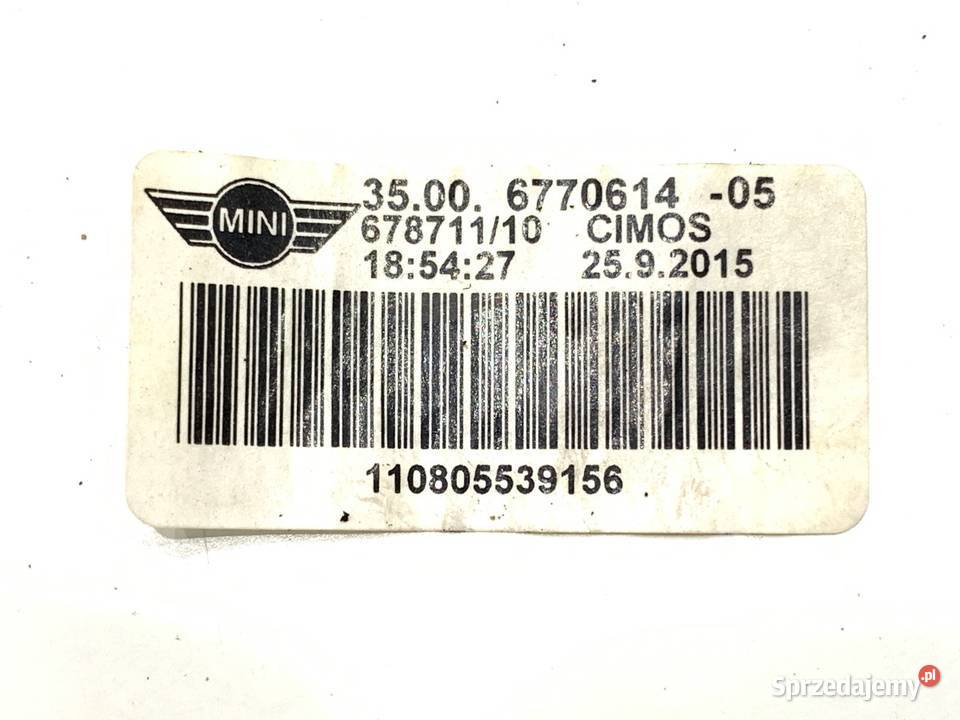 MINI
35.00. 6770614 -05
678711/10 CIMOS
18:54:27 25.9.2015
110805539156
Sprzedajemy.pl